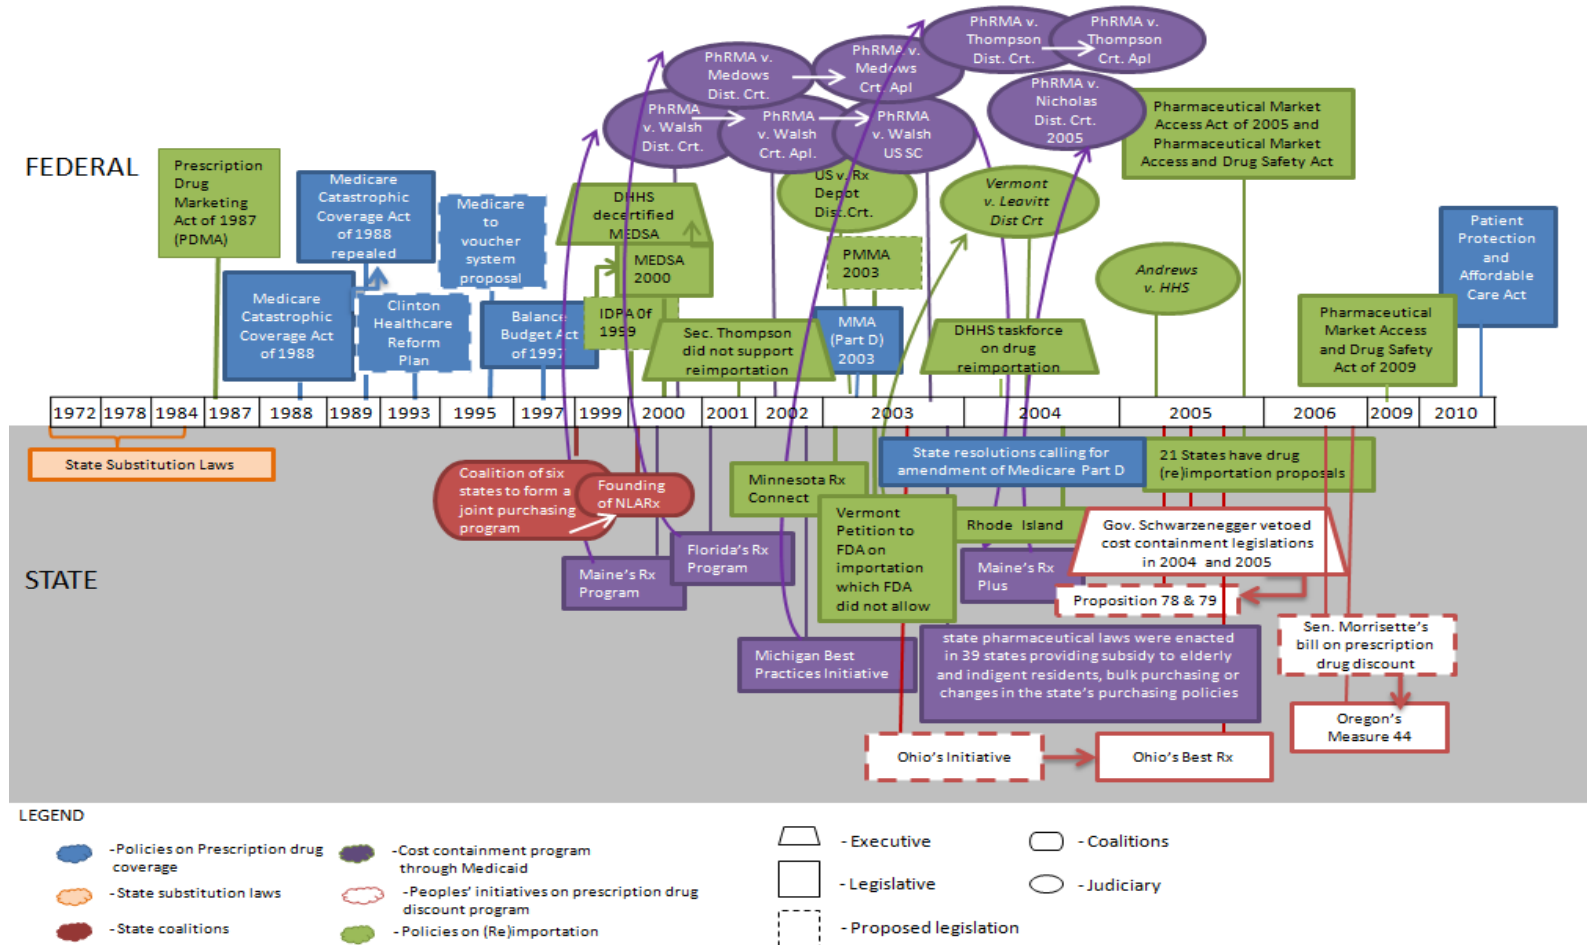 PhRMA v.
Thompson
Dist. Crt.
PhRMA v.
Thompson
Crt. Apl
PhRMA v.
Medows
Dist. Crt.
PhRMA v.
Medows
Crt. Apl
PhRMA
v. Walsh
Dist. Crt.
PhRMA
v. Walsh
Crt. Apl.
PhRMA
v. Walsh
US SC
PhRMA v.
Nicholas
Dist. Crt.
2005
Pharmaceutical Market
Access Act of 2005 and
Pharmaceutical Market
Access and Drug Safety Act
FEDERAL
Prescription
Drug
Marketing
Act of 1987
(PDMA)
Medicare
Catastrophic
Coverage Act
of 1988
repealed
Medicare
to
voucher
system
proposal
DHHS
decertified
MEDSA
US v. Rx
Depot
Dist.Crt.
Vermont
v. Leavitt
Dist Crt
Patient
Protection
and
Affordable
Care Act
MEDSA
2000
PMMA
2003
Andrews
v. HHS
Medicare
Catastrophic
Coverage Act
of 1988
Clinton
Healthcare
Reform
Plan
Balance
Budget Act
of 1997
IDPA 0f
1999
Sec. Thompson
did not support
reimportation
MMA
(Part D)
2003
DHHS taskforce
on drug
reimportation
Pharmaceutical
Market Access
and Drug Safety
Act of 2009
1972 1978 1984 1987 1988 1989 1993 1995 1997 1999 2000 2001 2002 2003 2004 2005 2006 2009 2010
State Substitution Laws
Coalition of six
states to form a
joint purchasing
program
Founding
of NLARx
Minnesota Rx
Connect
State resolutions calling for
amendment of Medicare Part D
21 States have drug
(re)importation proposals
Vermont
Petition to
FDA on
importation
which FDA
did not allow
Rhode Island
Gov. Schwarzenegger vetoed
cost containment legislations
in 2004 and 2005
STATE
Maine's Rx
Program
Florida's Rx
Program
Maine's Rx
Plus
Proposition 78 & 79
Michigan Best
Practices Initiative
state pharmaceutical laws were enacted
in 39 states providing subsidy to elderly
and indigent residents, bulk purchasing or
changes in the state's purchasing policies
Sen. Morrisette's
bill on prescription
drug discount
Oregon's
Measure 44
Ohio's Initiative
Ohio's Best Rx
LEGEND
-Policies on Prescription drug
coverage
-State substitution laws
-State coalitions
-Cost containment program
through Medicaid
-Peoples' initiatives on prescription drug
discount program
- Policies on (Re)importation
- Executive
- Legislative
- Proposed legislation
- Coalitions
- Judiciary